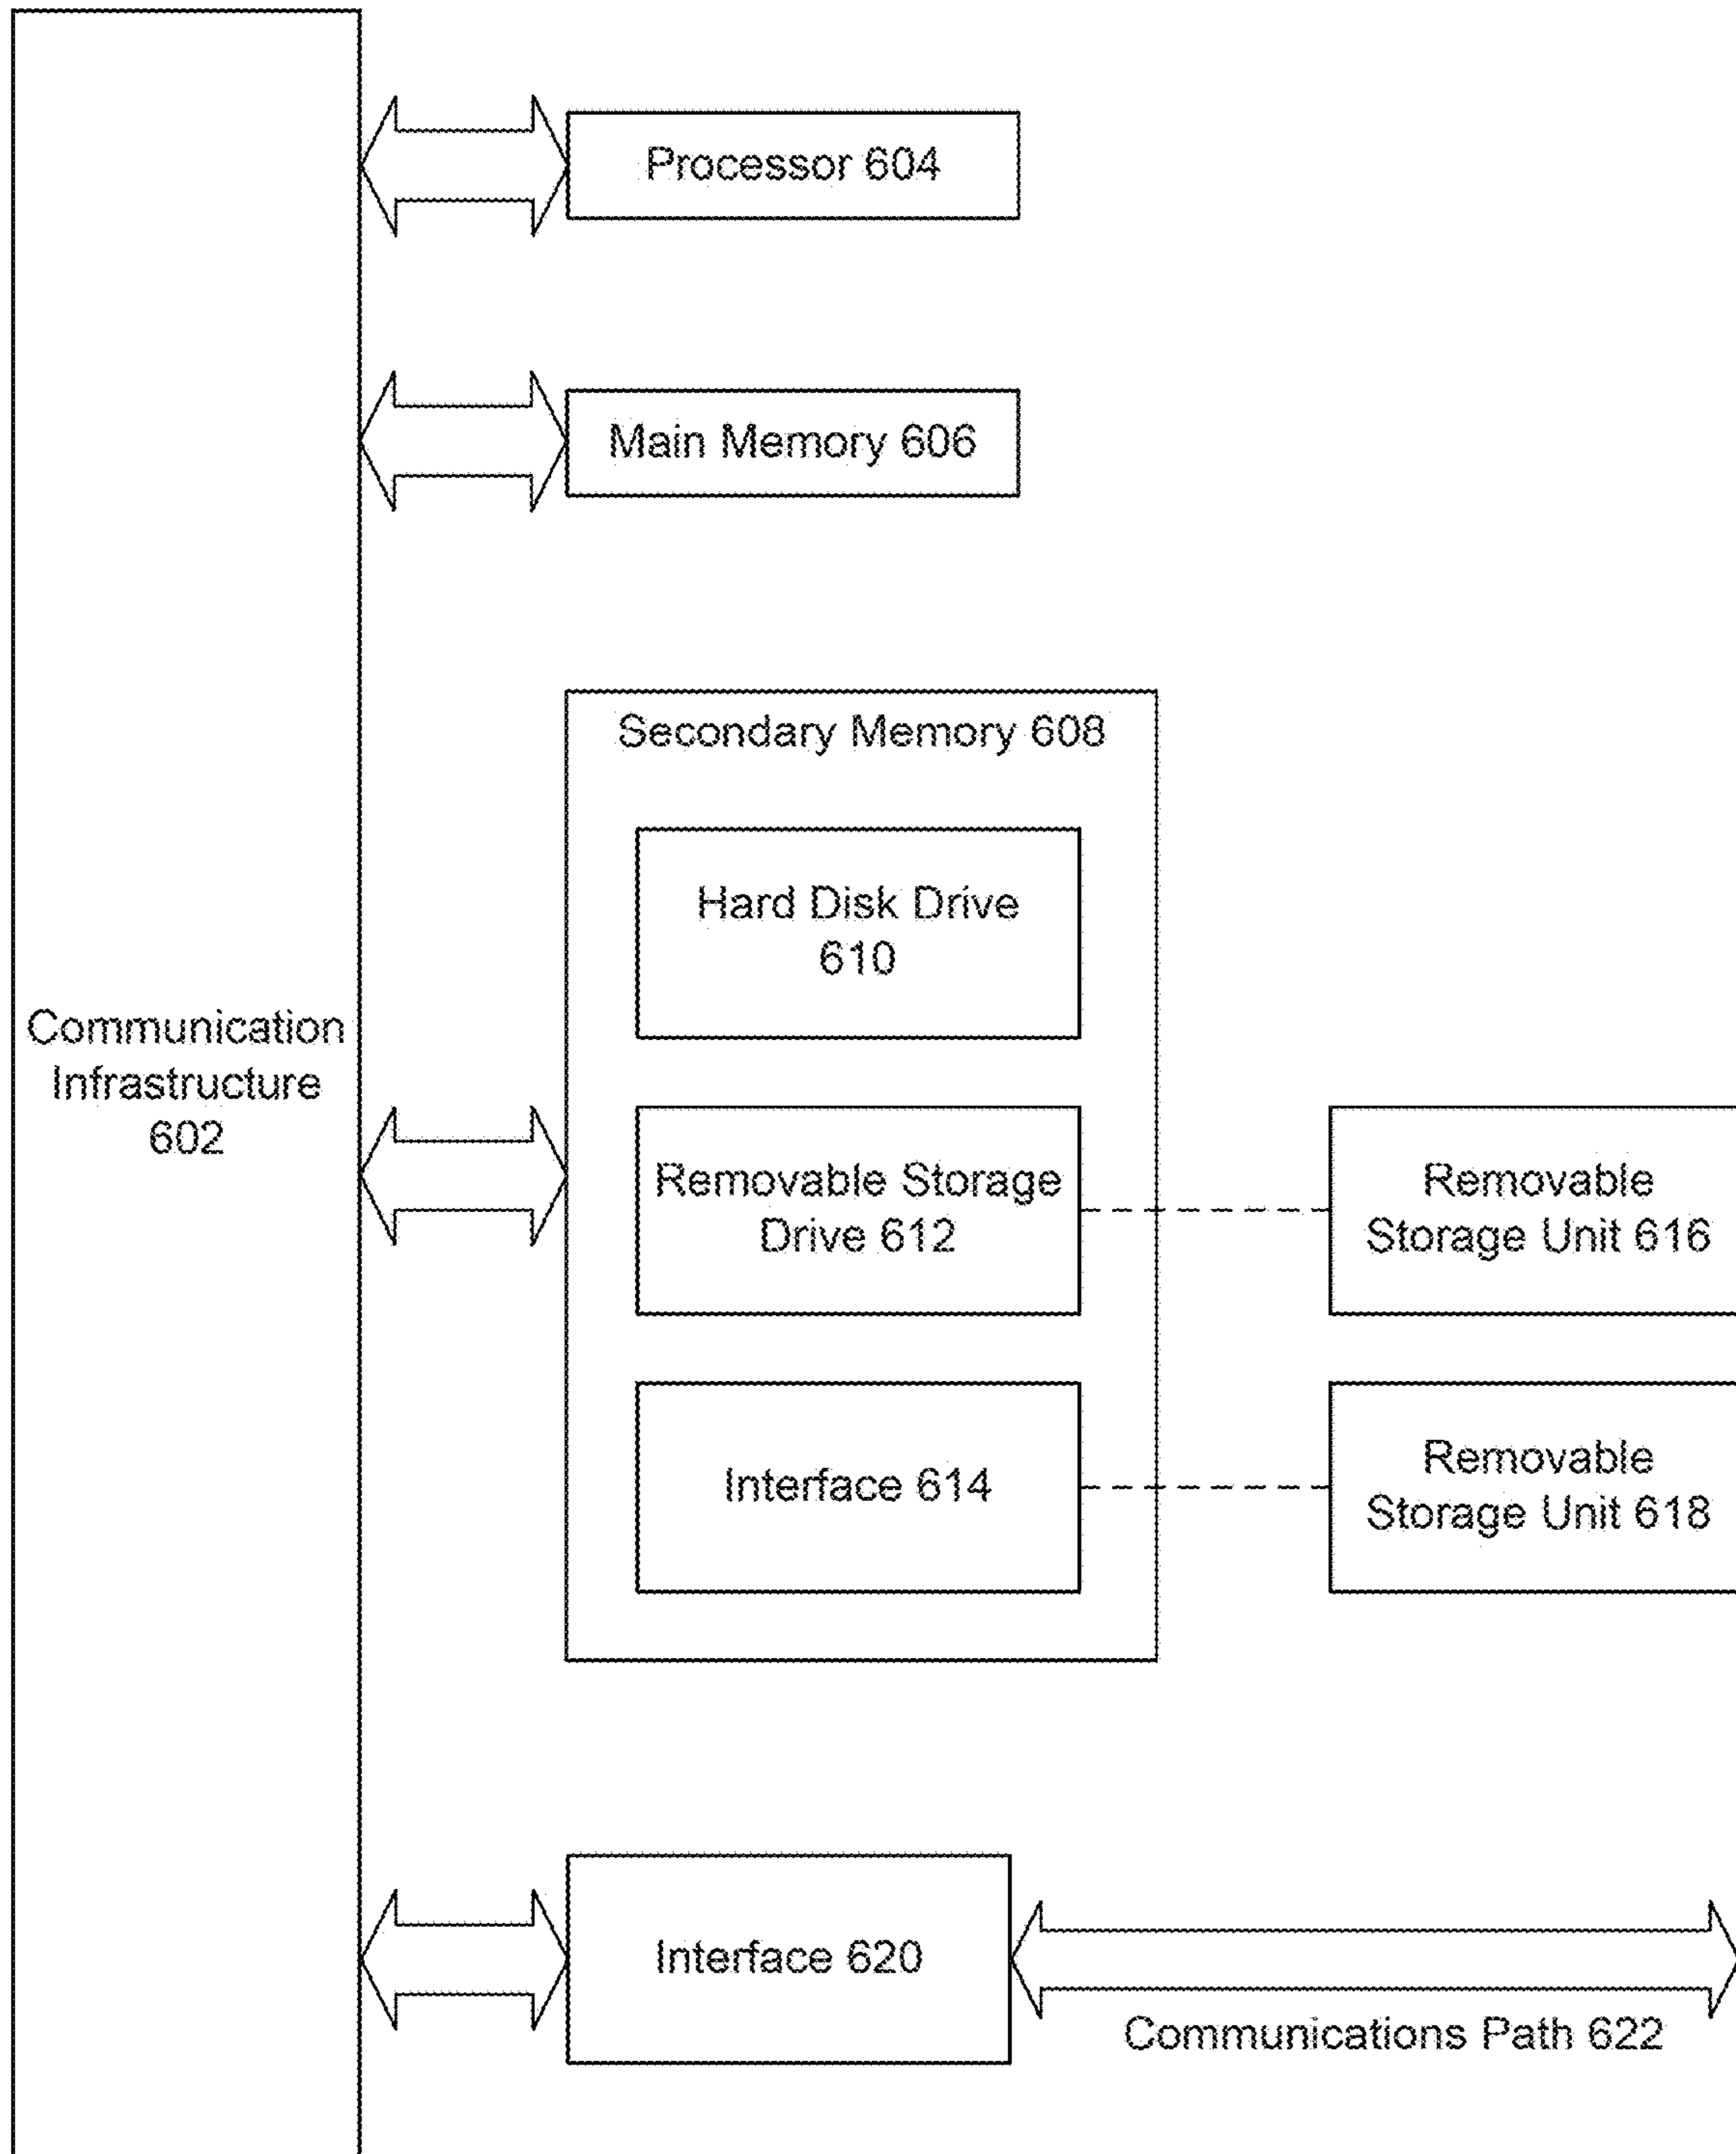 Processor 604
Main Memory 606
Secondary Memory 608
Hard Disk Drive
610
Communication
Infrastructure
602
Removable Storage
Drive 612
Removable
Storage Unit 616
Interface 614
Removable
Storage Unit 618
Interface 620
Communications Path 622